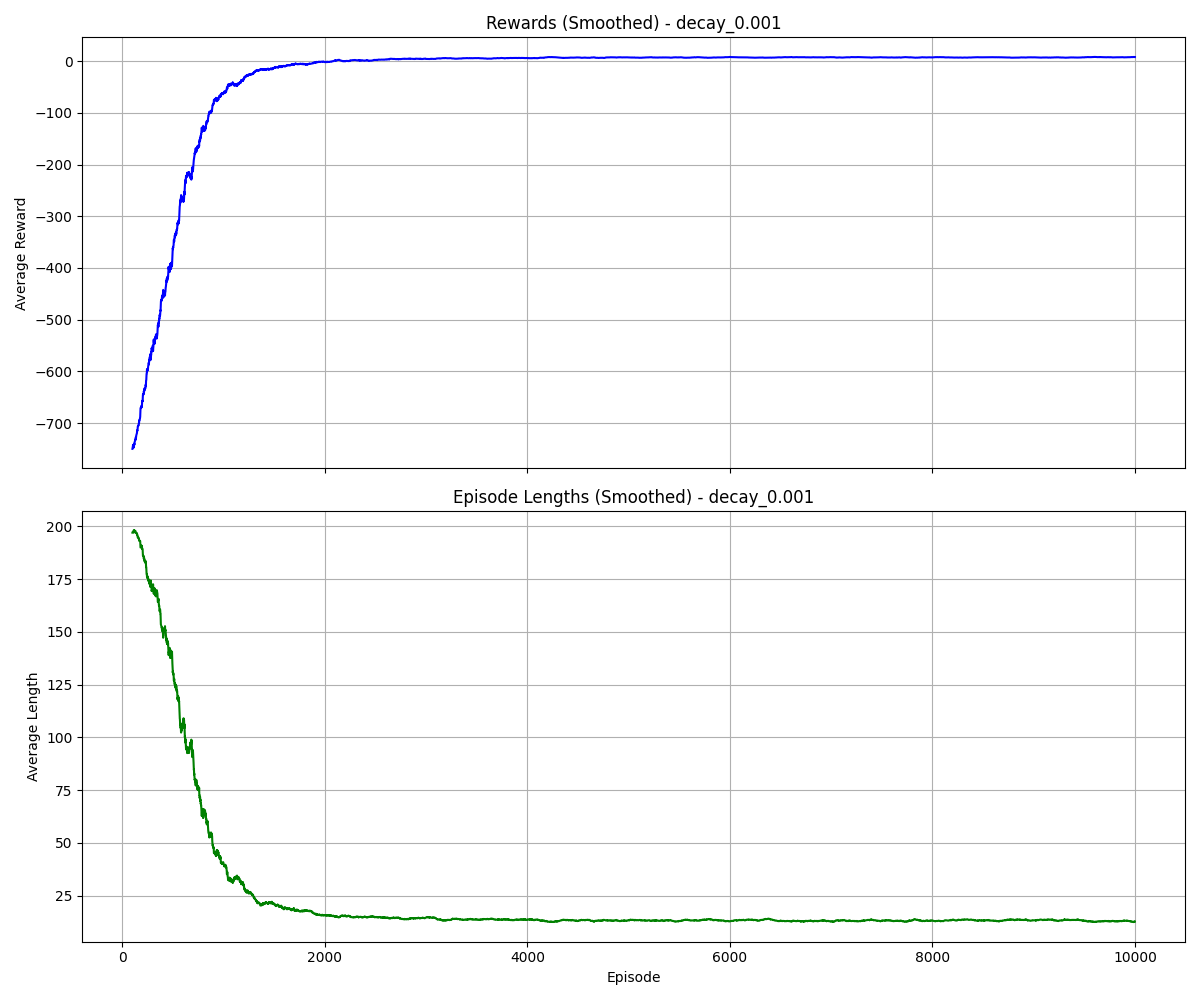 Rewards (Smoothed) - decay_0.001
0
−100
−200
−300
−400
−500
−600
−700
Average Reward
Episode Lengths (Smoothed) - decay_0.001
200
175
150
125
100
75
50
25
Average Length
0 2000 4000 6000 8000 10000
Episode